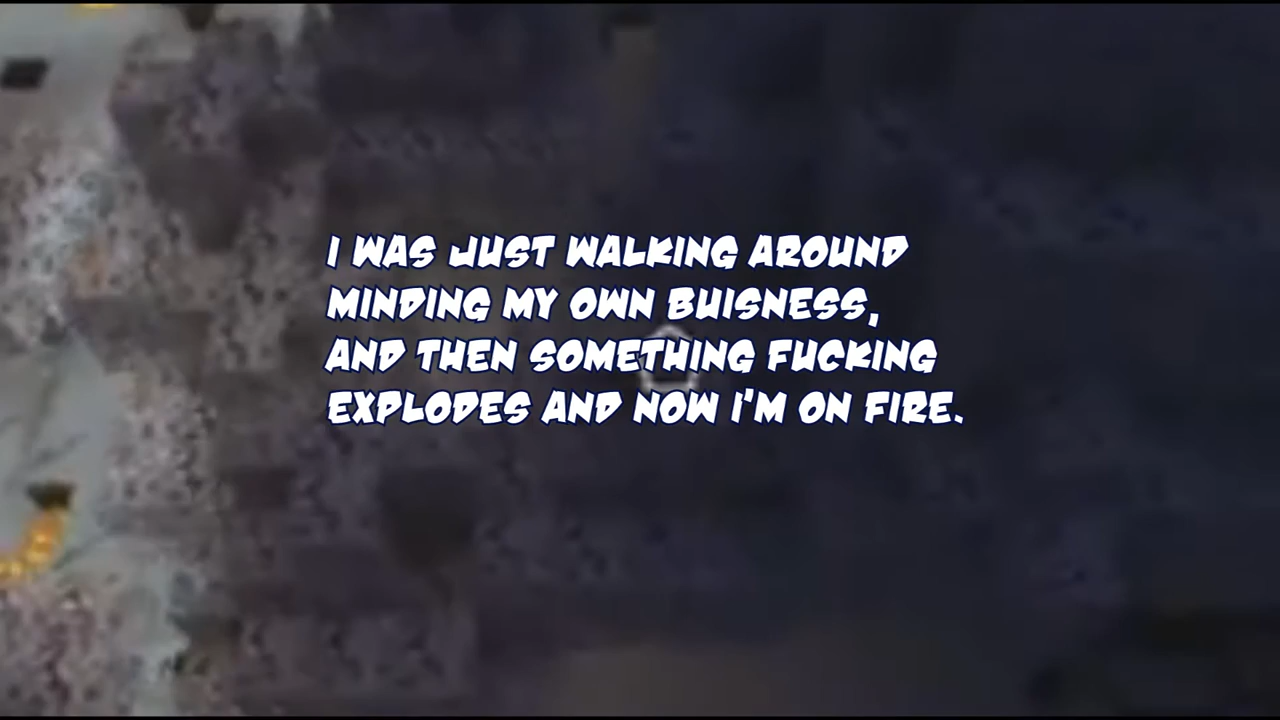 I WAS JUST WALKING AROUND
MINDING MY OWN BUISNESS,
AND THEN SOMETHING FUCKING
EXPLODES AND NOW I'M ON FIRE.